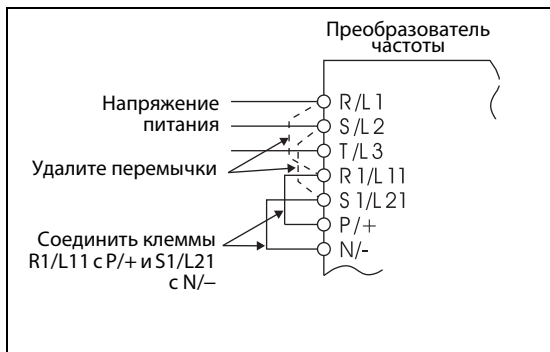 Преобразователь
частоты
Напряжение
питания
Удалите перемычки
Соединить клеммы
R1/L11 с P/+ и S1/L21
с N/–
R/L1
S/L2
T/L3
R1/L11
S1/L21
P/+
N/-